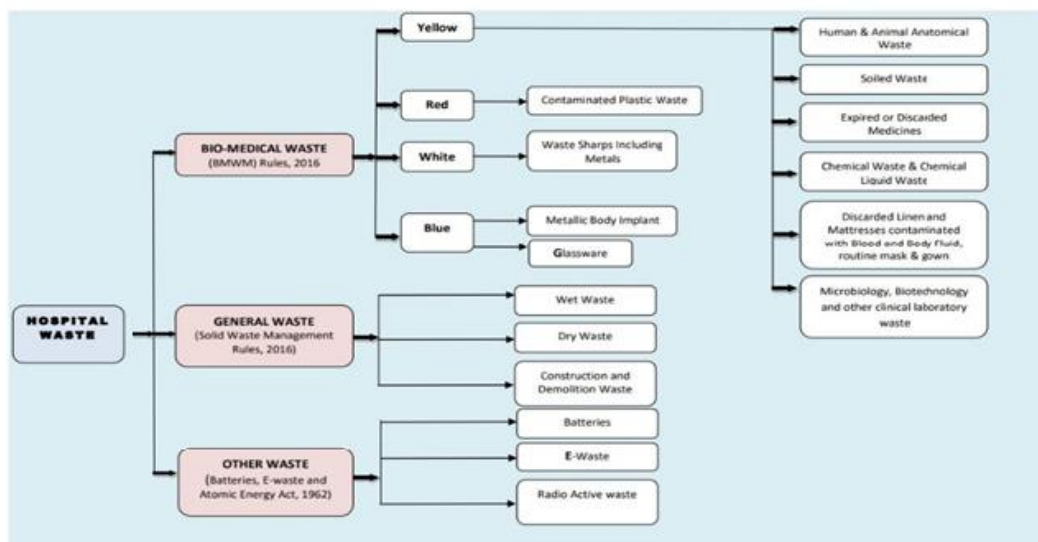 HOSPITAL
WASTE
BIO-MEDICAL WASTE
(BMWM) Rules, 2016
Yellow
Human & Animal Anatomical
Waste
Soiled Waste
Expired or Discarded
Medicines
Chemical Waste & Chemical
Liquid Waste
Discarded Linen and
Mattresses contaminated
with Blood and Body Fluid,
routine mask & gown
Microbiology, Biotechnology
and other clinical laboratory
waste
Red
Contaminated Plastic Waste
White
Waste Sharps Including
Metals
Blue
Metallic Body Implant
Glassware
GENERAL WASTE
(Solid Waste Management
Rules, 2016)
Wet Waste
Dry Waste
Construction and
Demolition Waste
OTHER WASTE
(Batteries, E-waste and
Atomic Energy Act, 1962)
Batteries
E-Waste
Radio Active waste